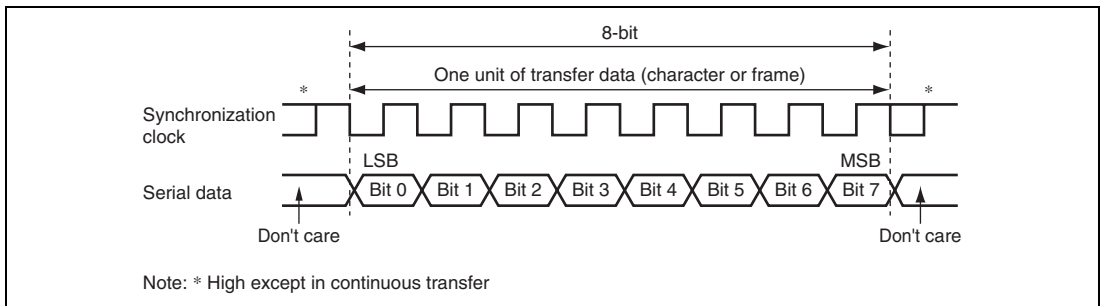 8-bit
One unit of transfer data (character or frame)
* *
Synchronization
clock
LSB MSB
Serial data Bit 0 Bit 1 Bit 2 Bit 3 Bit 4 Bit 5 Bit 6 Bit 7
Don't care Don't care
Note: * High except in continuous transfer